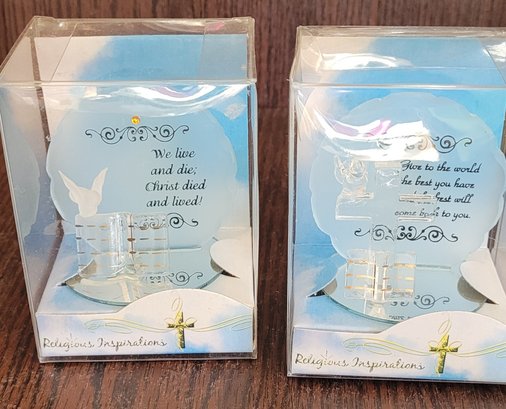 We live
and die;
Christ died
and lived!
Religious Inspirations
Give to the world
the best you have
best will
come back to you.
Religious Inspirations